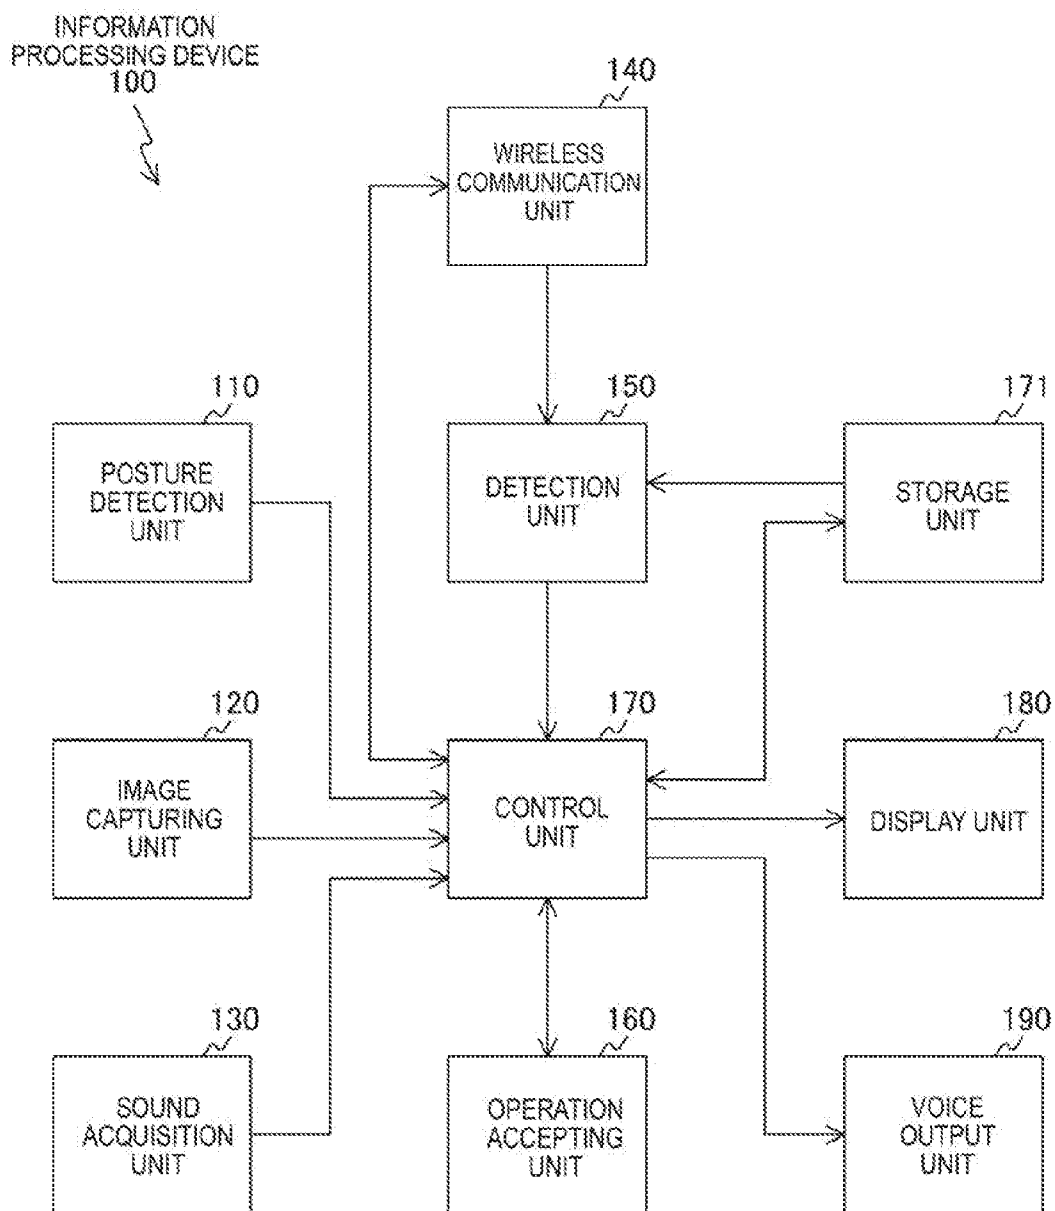 INFORMATION
PROCESSING DEVICE
100
140
WIRELESS
COMMUNICATION
UNIT
110
POSTURE
DETECTION
UNIT
150
DETECTION
UNIT
171
STORAGE
UNIT
120
IMAGE
CAPTURING
UNIT
170
CONTROL
UNIT
180
DISPLAY UNIT
130
SOUND
ACQUISITION
UNIT
160
OPERATION
ACCEPTING
UNIT
190
VOICE
OUTPUT
UNIT